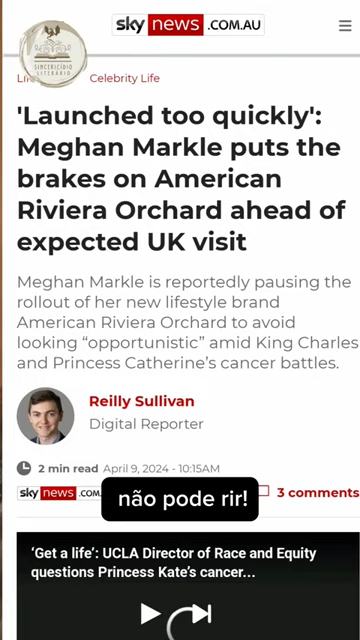 sky news .COM.AU
SINCERICÍDIO
LITERÁRIO
Celebrity Life
'Launched too quickly':
Meghan Markle puts the
brakes on American
Riviera Orchard ahead of
expected UK visit
Meghan Markle is reportedly pausing the
rollout of her new lifestyle brand
American Riviera Orchard to avoid
looking “opportunistic” amid King Charles
and Princess Catherine’s cancer battles.
Reilly Sullivan
Digital Reporter
2 min read April 9, 2024 - 10:15AM
sky news .COM
não pode rir!
3 comments
‘Get a life’: UCLA Director of Race and Equity
questions Princess Kate’s cancer...